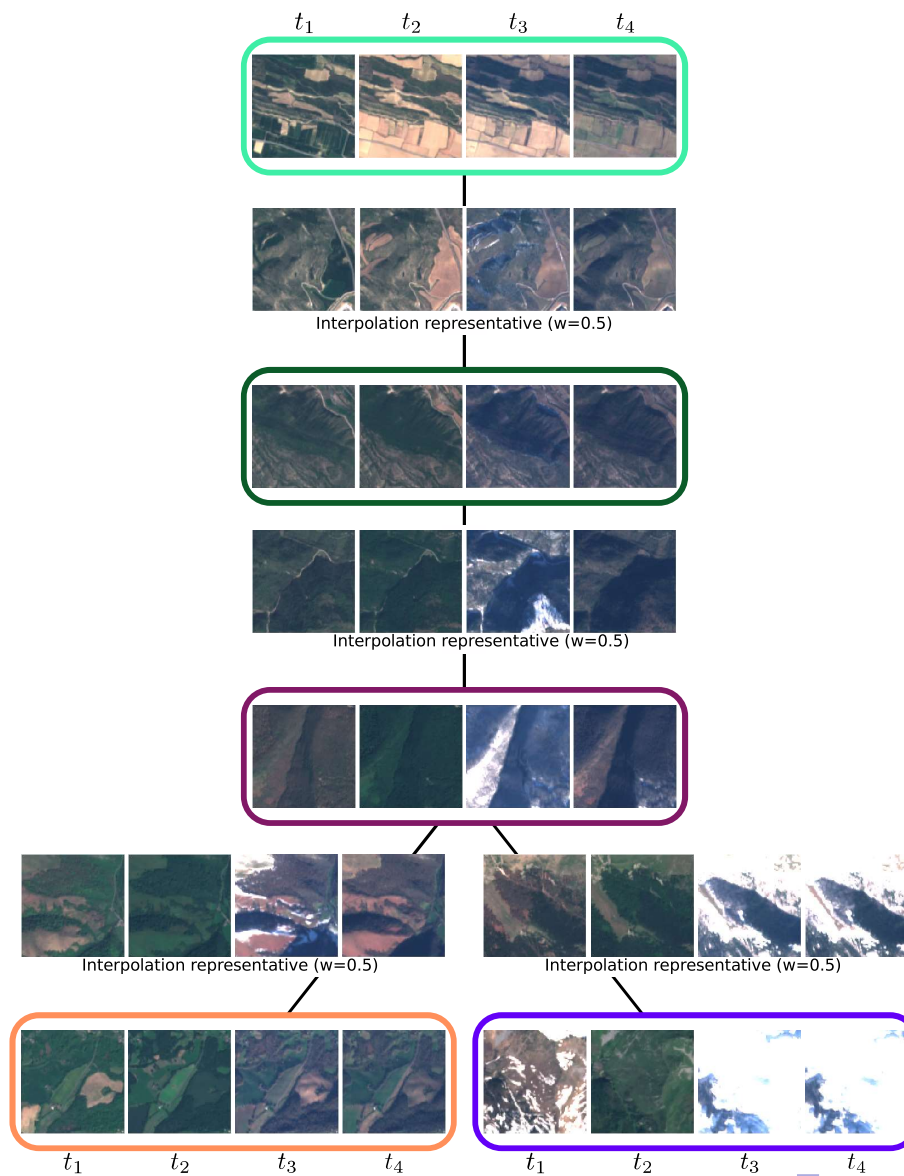 t1 t2 t3 t4
Interpolation representative (w=0.5)
Interpolation representative (w=0.5)
Interpolation representative (w=0.5) Interpolation representative (w=0.5)
t1 t2 t3 t4 t1 t2 t3 t4